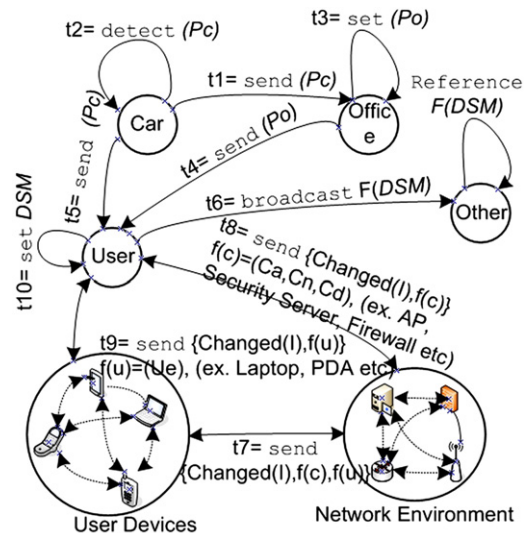 t3= set (Po)
t2= detect (Pc)
t1= send (Pc)
Reference
F(DSM)
Car
Offic
e
t5= send (Pc)
t4= send (Po)
t6= broadcast F(DSM)
Other
t10= set DSM
User
t8= send {Changed(I),f(c)}
f(c)=(Ca,Cn,Cd), (ex. AP,
Security Server, Firewall etc)
t9= send {Changed(I),f(u)}
f(u)=(Ue), (ex. Laptop, PDA etc)
t7= send
{Changed(I),f(c),f(u)}
User Devices
Network Environment